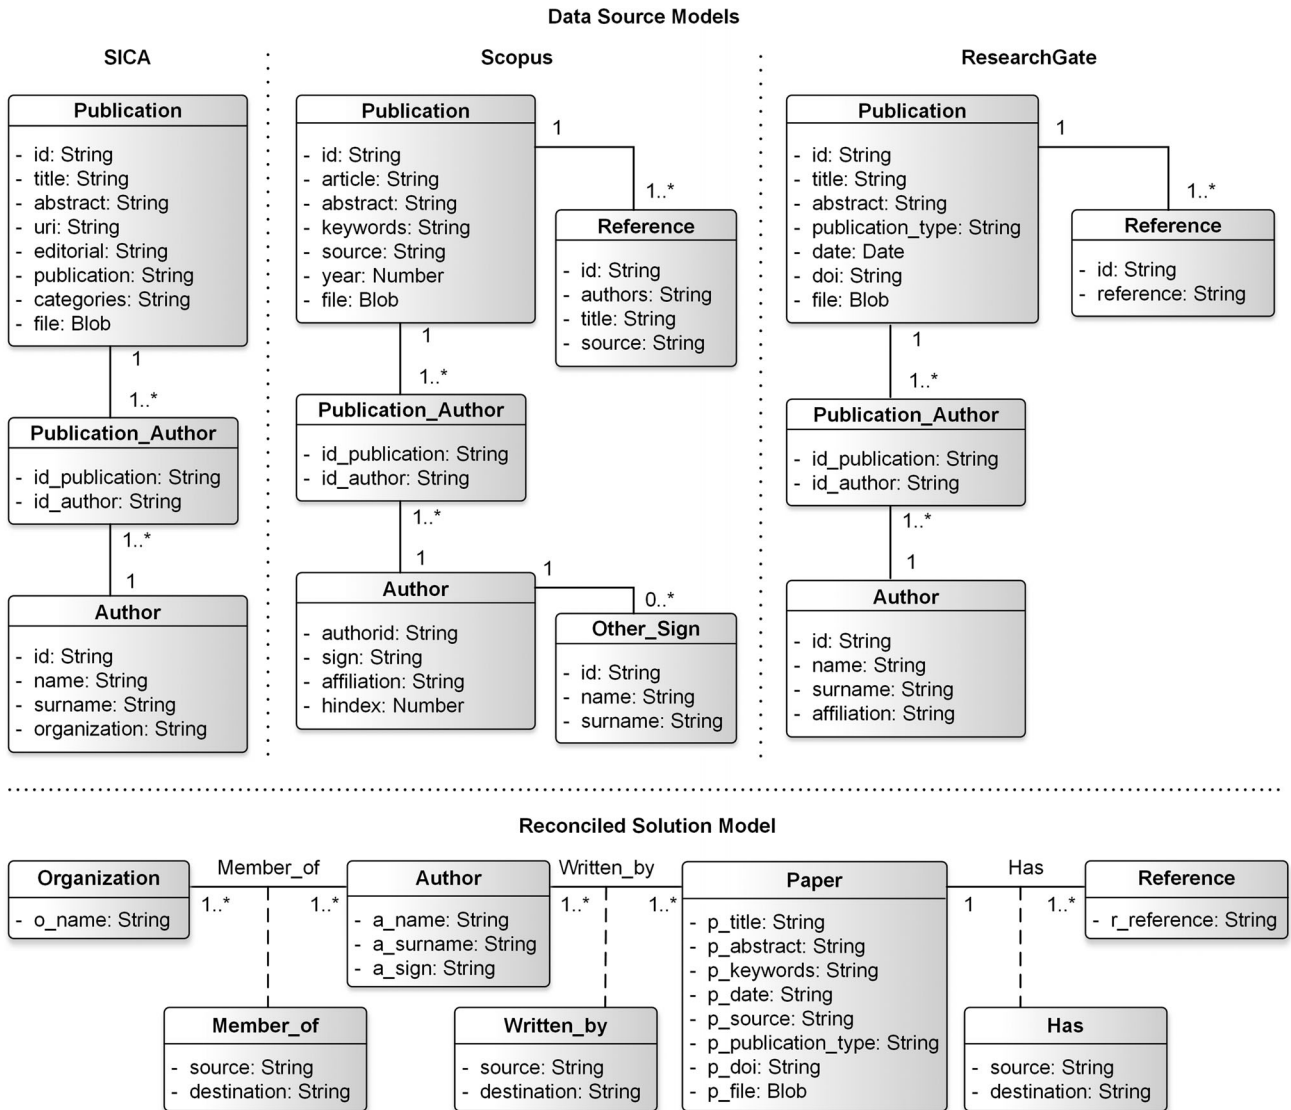 Data Source Models
SICA
Publication
- id: String
- title: String
- abstract: String
- uri: String
- editorial: String
- publication: String
- categories: String
- file: Blob
1
1..*
Publication_Author
- id_publication: String
- id_author: String
1..*
1
Author
- id: String
- name: String
- surname: String
- organization: String
Scopus
Publication
- id: String
- article: String
- abstract: String
- keywords: String
- source: String
- year: Number
- file: Blob
1
1..*
Reference
- id: String
- authors: String
- title: String
- source: String
1
1..*
Publication_Author
- id_publication: String
- id_author: String
1..*
1
Author
- authorid: String
- sign: String
- affiliation: String
- hindex: Number
1
0..*
Other_Sign
- id: String
- name: String
- surname: String
ResearchGate
Publication
- id: String
- title: String
- abstract: String
- publication_type: String
- date: Date
- doi: String
- file: Blob
1
1..*
Reference
- id: String
- reference: String
1
1..*
Publication_Author
- id_publication: String
- id_author: String
1..*
1
Author
- id: String
- name: String
- surname: String
- affiliation: String
Reconciled Solution Model
Organization
- o_name: String
Member_of
1..*
1..*
Author
- a_name: String
- a_surname: String
- a_sign: String
Written_by
1..*
1..*
Paper
- p_title: String
- p_abstract: String
- p_keywords: String
- p_date: String
- p_source: String
- p_publication_type: String
- p_doi: String
- p_file: Blob
Has
1
1..*
Reference
- r_reference: String
Member_of
- source: String
- destination: String
Written_by
- source: String
- destination: String
Has
- source: String
- destination: String